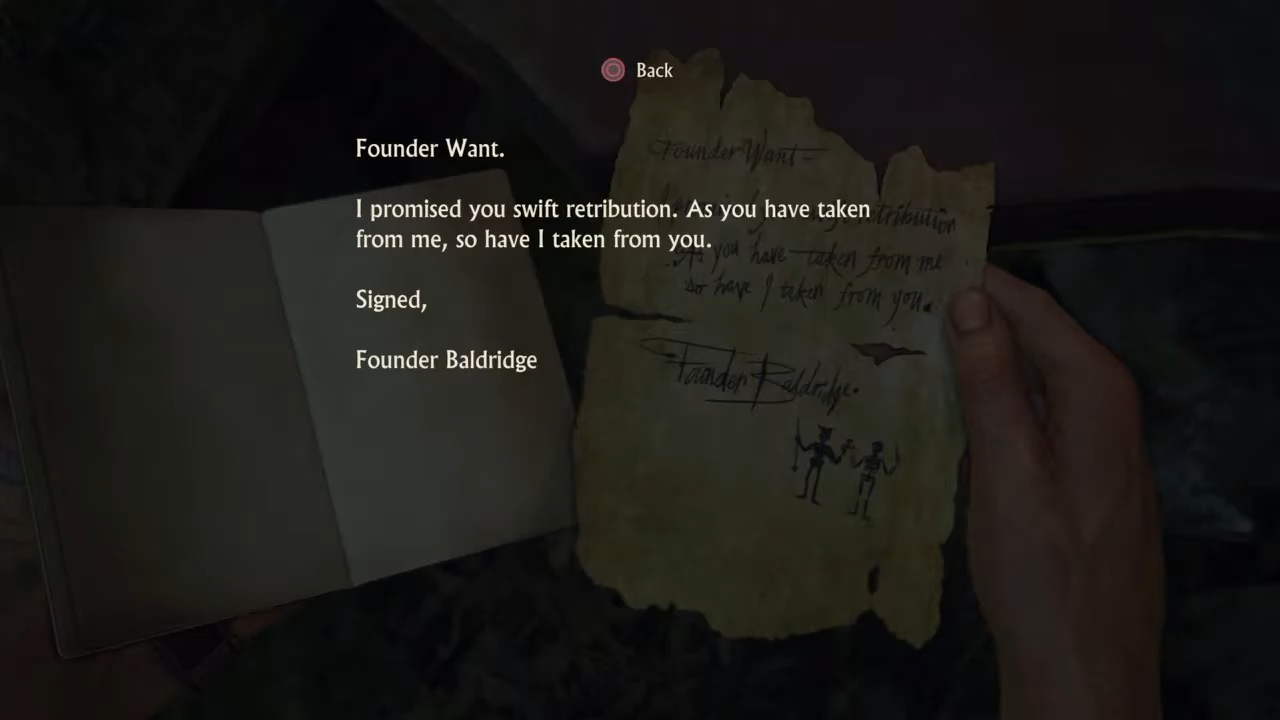 Back
Founder Want.
I promised you swift retribution. As you have taken
from me, so have I taken from you.
Signed,
Founder Baldridge
Founder Want
retribution
As you have taken from me
so have I taken from you.
Founder Baldridge.